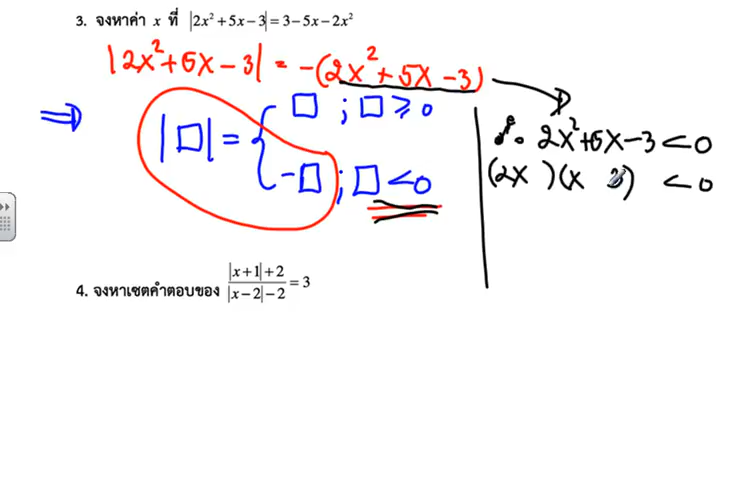 3. จงหาค่า x ที่ |2x² + 5x − 3| = 3 − 5x − 2x²
|2x² + 5x − 3| = −(2x² + 5x − 3)
|□| = { □ ; □ ≥ 0
−□ ; □ < 0
∴ 2x² + 5x − 3 < 0
(2x )(x 3) < 0
4. จงหาเซตคำตอบของ (|x + 1| + 2)/(|x − 2| − 2) = 3